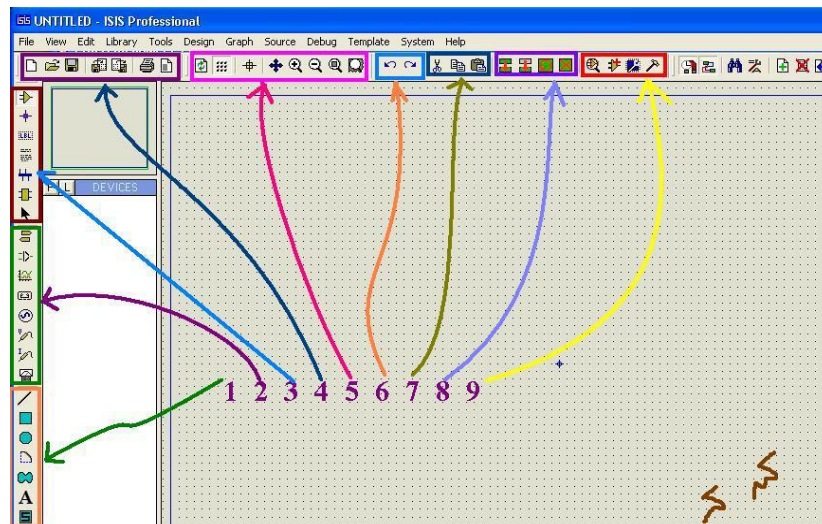 ISIS UNTITLED - ISIS Professional
File View Edit Library Tools Design Graph Source Debug Template System Help
LBL
L DEVICES
1 2 3 4 5 6 7 8 9
A
S